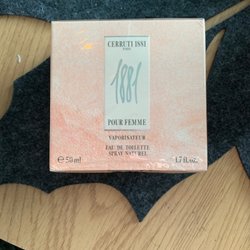 CERRUTI 1881
PARIS
1881
POUR FEMME
VAPORISATEUR
EAU DE TOILETTE
SPRAY NATUREL
℮ 50 ml 1.7 fl.oz.